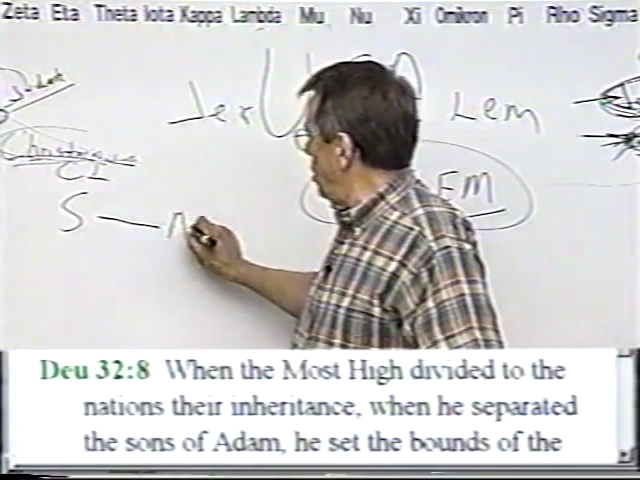 Zeta Eta Theta Iota Kappa Lambda Mu Nu Xi Omikron Pi Rho Sigma
Jer U Lem
EM
S — n
Deu 32:8 When the Most High divided to the
nations their inheritance, when he separated
the sons of Adam, he set the bounds of the